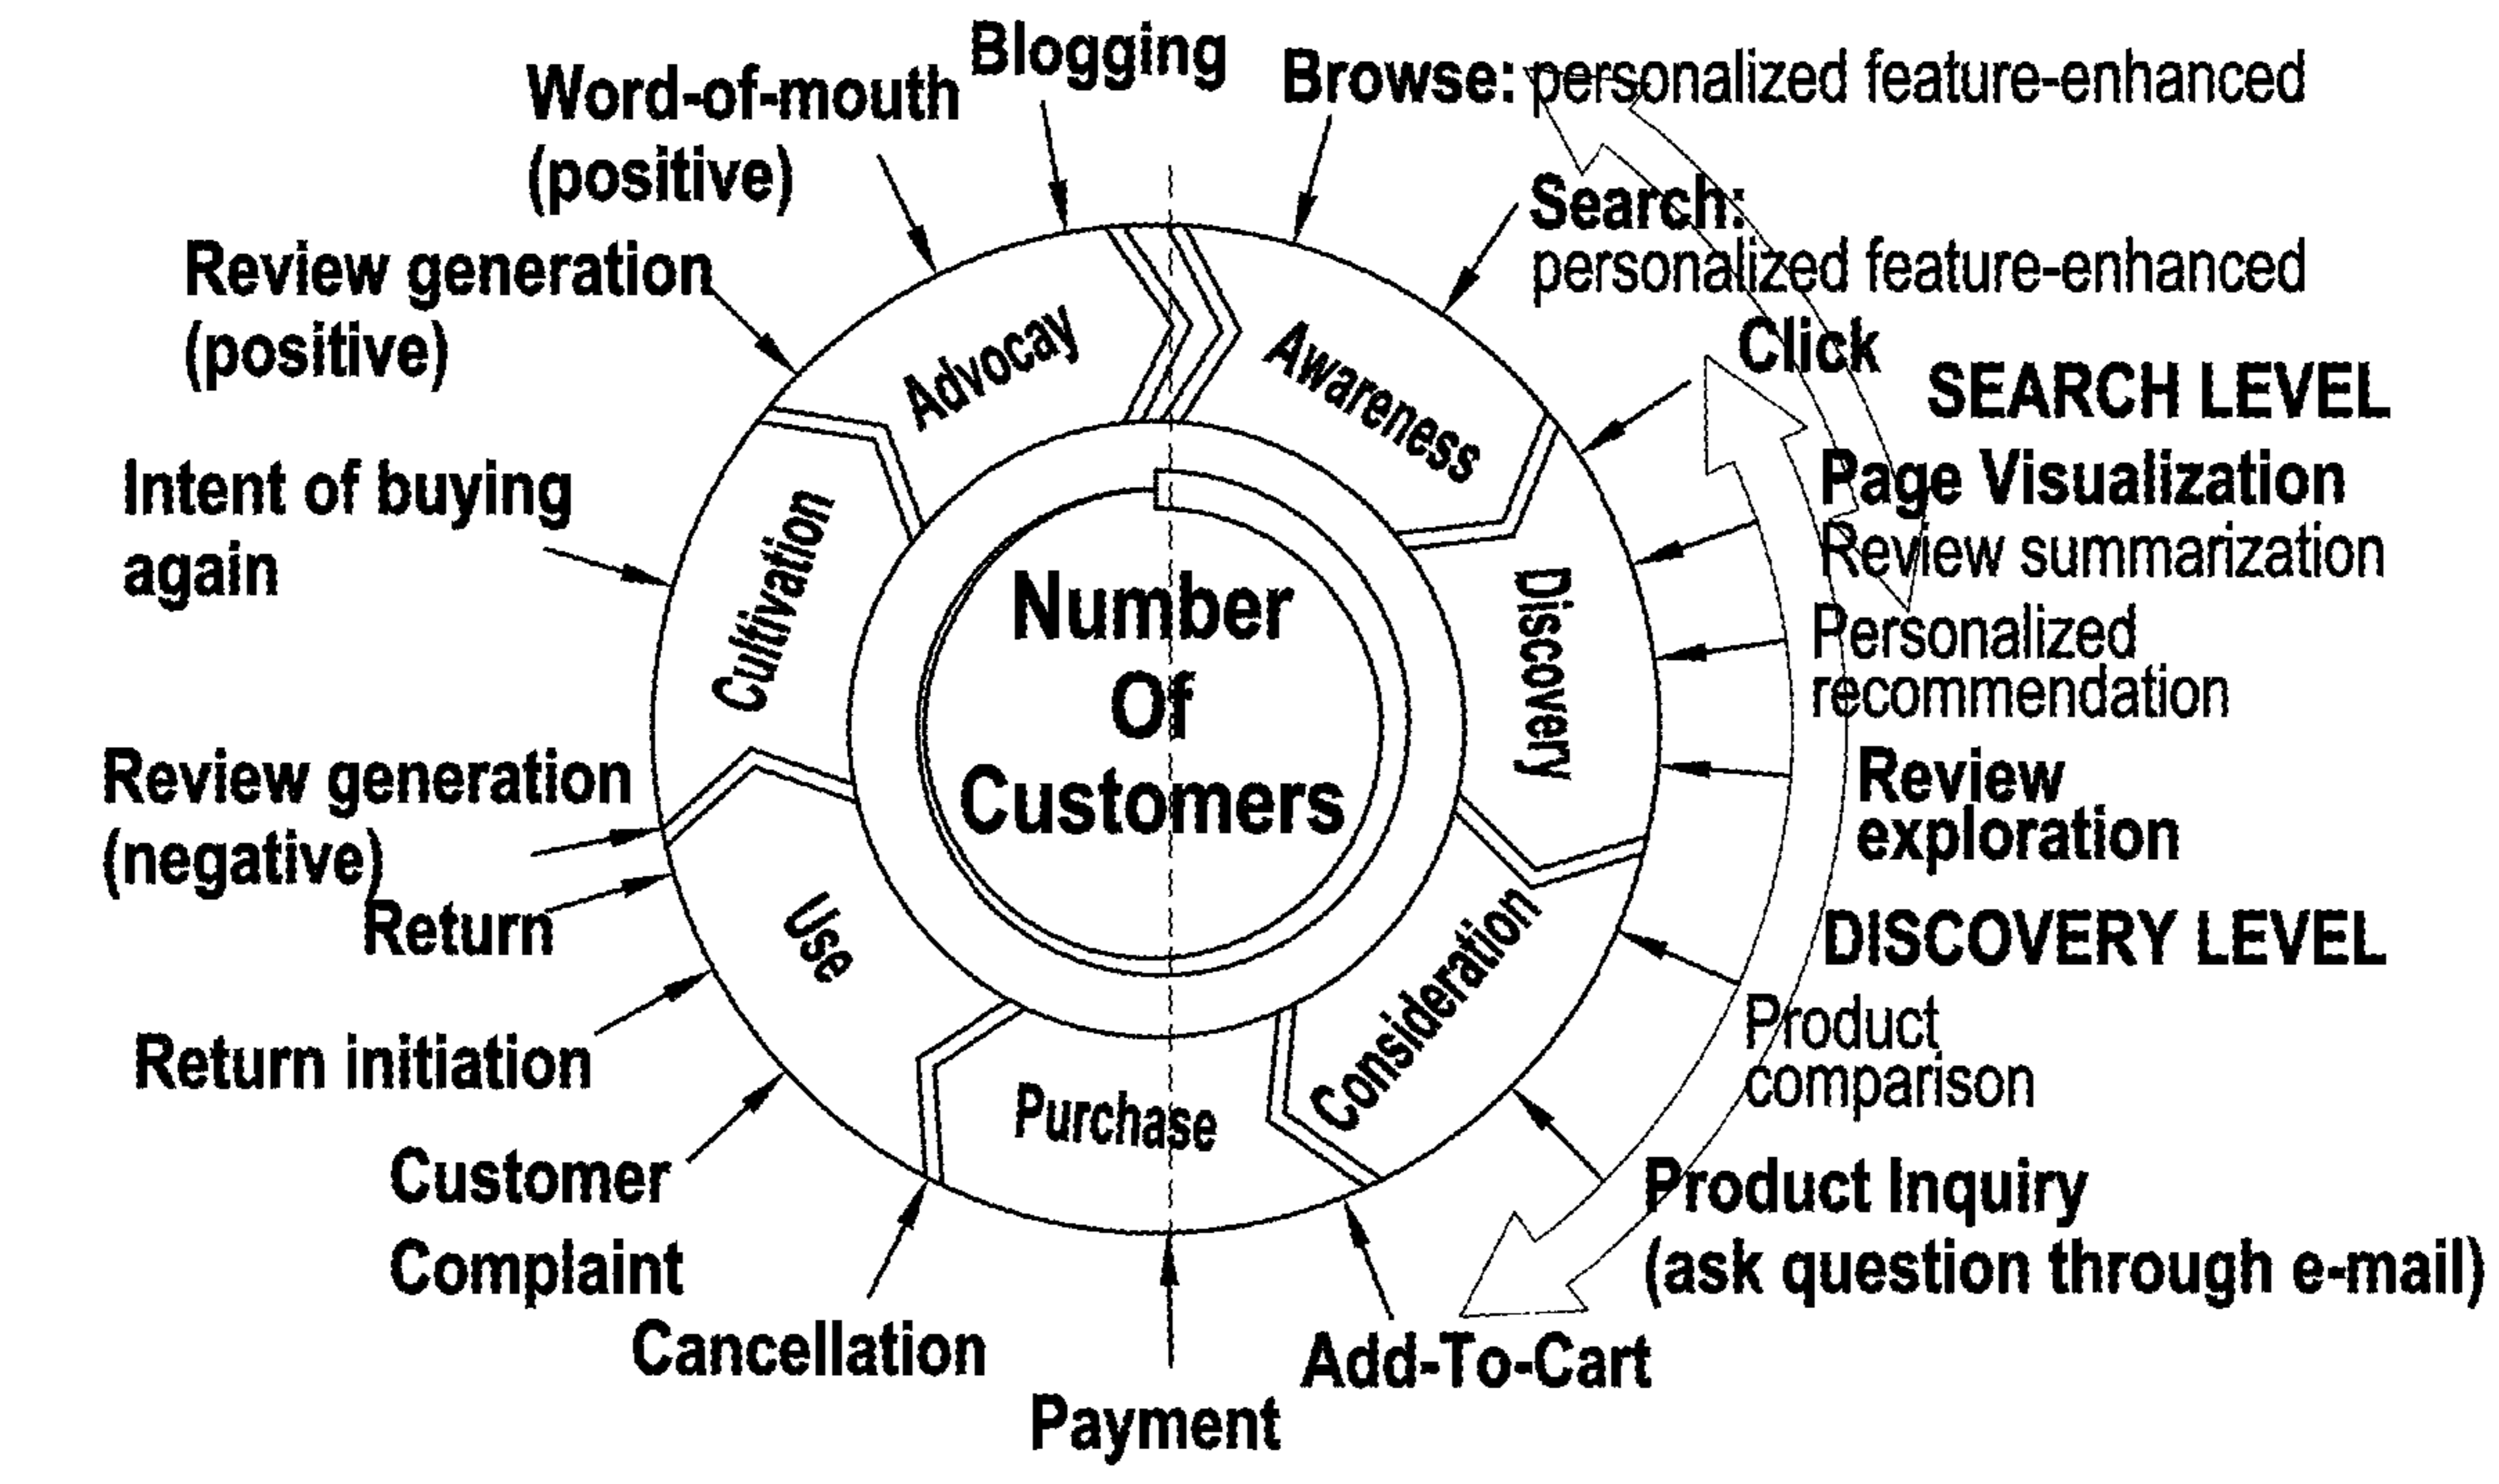 Blogging
Browse: personalized feature-enhanced
Word-of-mouth
(positive)
Search:
personalized feature-enhanced
Review generation
(positive)
Click
SEARCH LEVEL
Advocay
Awareness
Page Visualization
Review summarization
Intent of buying
again
Cultivation
Discovery
Number
Of
Customers
Personalized
recommendation
Review generation
(negative)
Review
exploration
Return
Use
Consideration
DISCOVERY LEVEL
Return initiation
Purchase
Product
comparison
Customer
Complaint
Product Inquiry
(ask question through e-mail)
Cancellation
Add-To-Cart
Payment